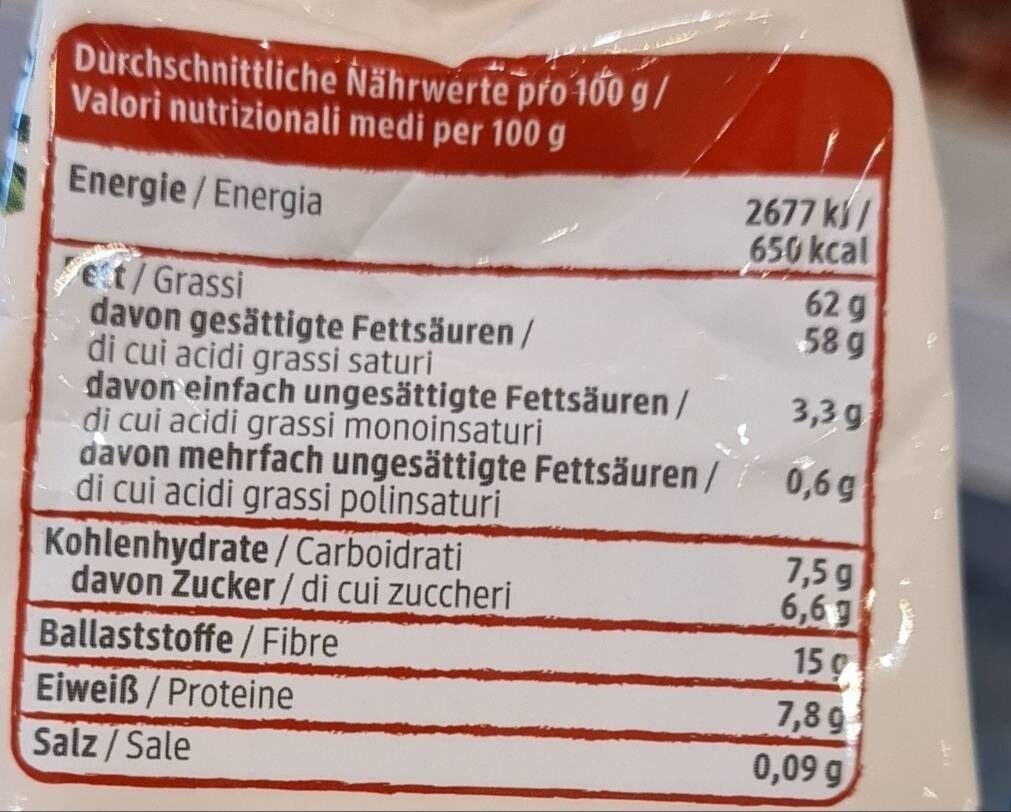 Durchschnittliche Nährwerte pro 100 g /
Valori nutrizionali medi per 100 g
Energie / Energia 2677 kJ /
650 kcal
Fett / Grassi 62 g
davon gesättigte Fettsäuren / 58 g
di cui acidi grassi saturi
davon einfach ungesättigte Fettsäuren / 3,3 g
di cui acidi grassi monoinsaturi
davon mehrfach ungesättigte Fettsäuren / 0,6 g
di cui acidi grassi polinsaturi
Kohlenhydrate / Carboidrati 7,5 g
davon Zucker / di cui zuccheri 6,6 g
Ballaststoffe / Fibre 15 g
Eiweiß / Proteine 7,8 g
Salz / Sale 0,09 g